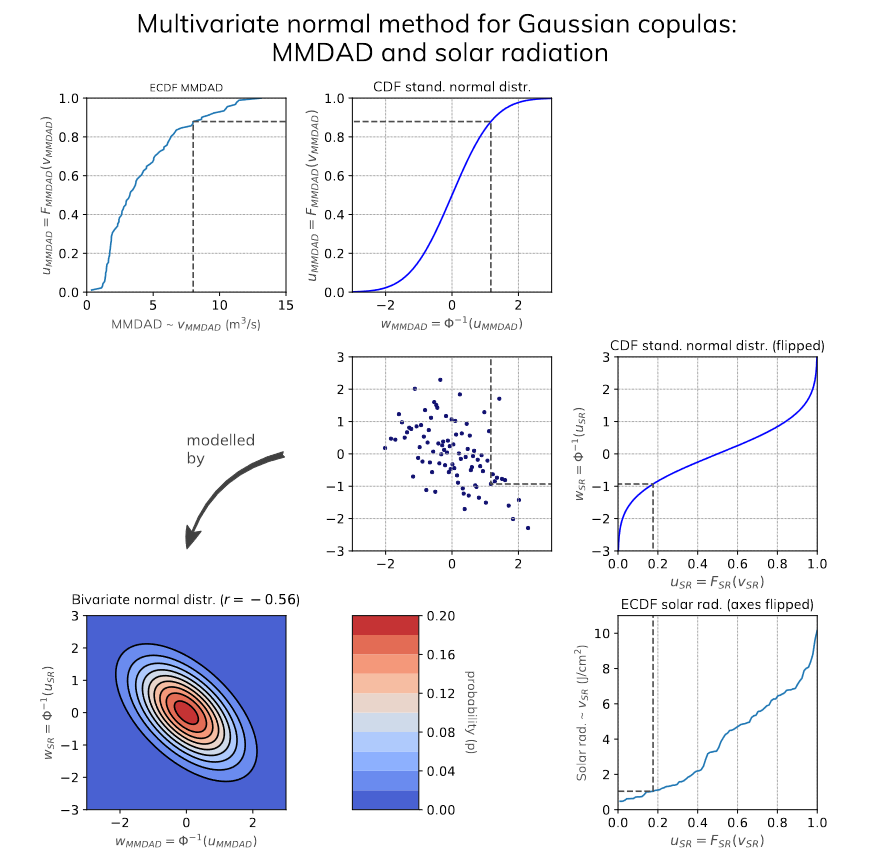 Multivariate normal method for Gaussian copulas:
MMDAD and solar radiation
ECDF MMDAD
1.0
0.8
0.6
0.4
0.2
0.0
0 5 10 15
u_MMDAD = F_MMDAD(v_MMDAD)
MMDAD ~ v_MMDAD (m³/s)
CDF stand. normal distr.
1.0
0.8
0.6
0.4
0.2
0.0
−2 0 2
u_MMDAD = F_MMDAD(v_MMDAD)
w_MMDAD = Φ⁻¹(u_MMDAD)
3
2
1
0
−1
−2
−3
−2 0 2
CDF stand. normal distr. (flipped)
3
2
1
0
−1
−2
−3
0.0 0.2 0.4 0.6 0.8 1.0
w_SR = Φ⁻¹(u_SR)
u_SR = F_SR(v_SR)
modelled
by
Bivariate normal distr. (r = − 0.56)
3
2
1
0
−1
−2
−3
−2 0 2
w_SR = Φ⁻¹(u_SR)
w_MMDAD = Φ⁻¹(u_MMDAD)
0.20
0.16
0.12
0.08
0.04
0.00
probability (p)
ECDF solar rad. (axes flipped)
10
8
6
4
2
0
0.0 0.2 0.4 0.6 0.8 1.0
Solar rad. ~ v_SR (J/cm²)
u_SR = F_SR(v_SR)